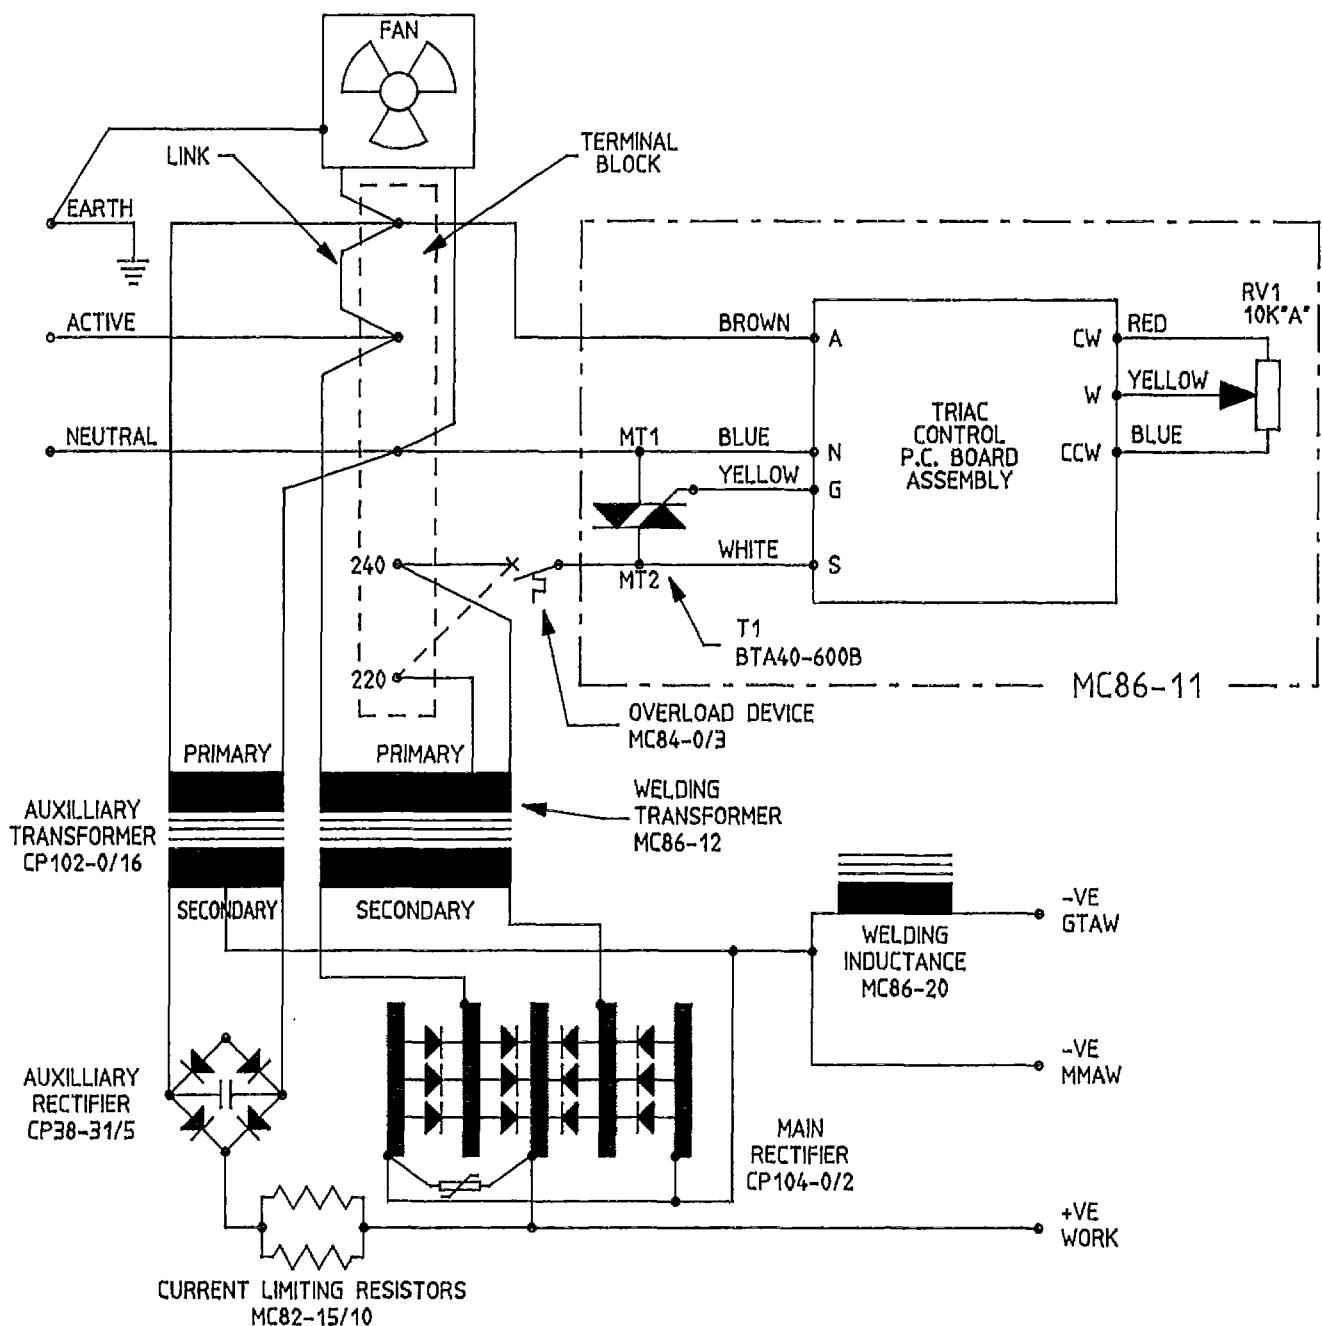 FAN
LINK
TERMINAL
BLOCK
EARTH
ACTIVE
NEUTRAL
BROWN
A
CW
RED
RV1
10K"A"
W
YELLOW
TRIAC
CONTROL
P.C. BOARD
ASSEMBLY
MT1
BLUE
N
CCW
BLUE
YELLOW
G
240
WHITE
S
MT2
T1
BTA40-600B
220
MC86-11
OVERLOAD DEVICE
MC84-0/3
PRIMARY
PRIMARY
WELDING
TRANSFORMER
MC86-12
AUXILLIARY
TRANSFORMER
CP102-0/16
SECONDARY
SECONDARY
-VE
GTAW
WELDING
INDUCTANCE
MC86-20
-VE
MMAW
AUXILLIARY
RECTIFIER
CP38-31/5
MAIN
RECTIFIER
CP104-0/2
+VE
WORK
CURRENT LIMITING RESISTORS
MC82-15/10